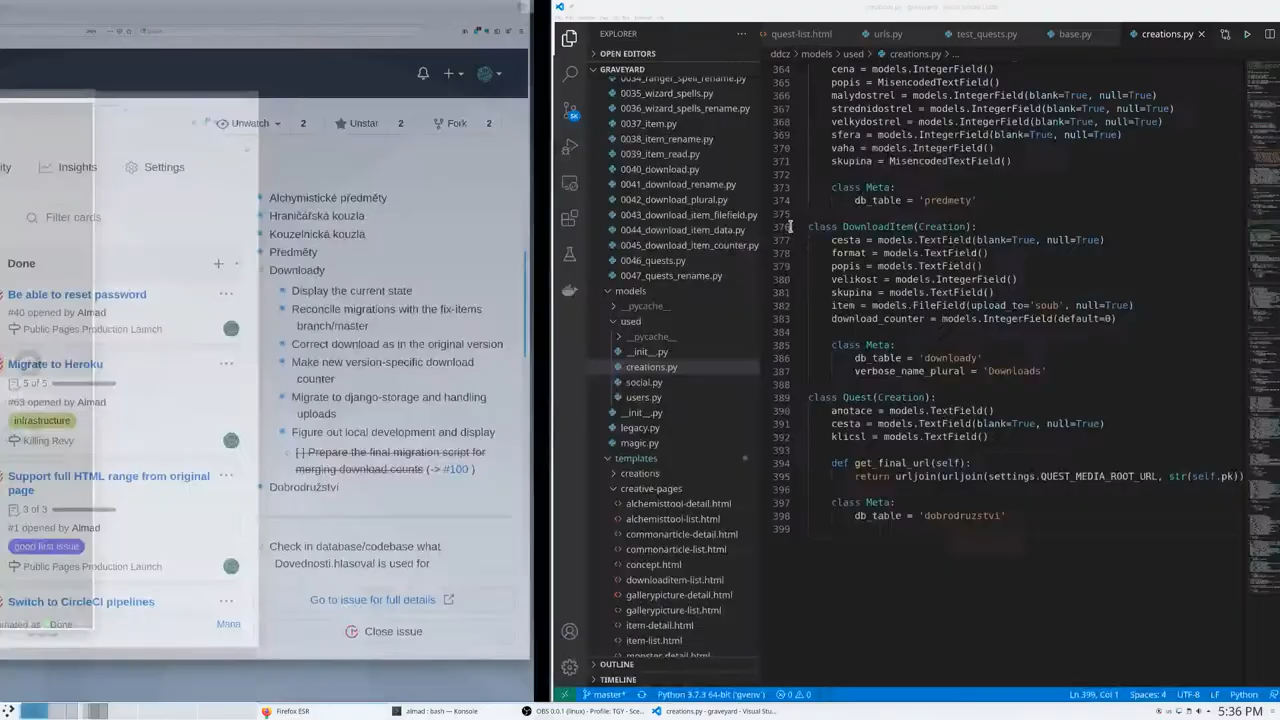 Unwatch 2 Unstar 2 Fork 2
Insights Settings
Filter cards
Done
Be able to reset password
#40 opened by Almad
Public Pages Production Launch
Migrate to Heroku
5 of 5
#63 opened by Almad
infrastructure
Killing Revy
Support full HTML range from original
page
3 of 3
#1 opened by Almad
good first issue
Public Pages Production Launch
Switch to CircleCI pipelines
Done
Mana
Alchymistické předměty
Hraničářská kouzla
Kouzelnická kouzla
Předměty
Downloady
Display the current state
Reconcile migrations with the fix-items
branch/master
Correct download as in the original version
Make new version-specific download
counter
Migrate to django-storage and handling
uploads
Figure out local development and display
[ ] Prepare the final migration script for
merging download counts (-> #100 )
Dobrodružství
Check in database/codebase what
Dovednosti.hlasoval is used for
Go to issue for full details
Close issue
EXPLORER
OPEN EDITORS
GRAVEYARD
0034_ranger_spell_rename.py
0035_wizard_spells.py
0036_wizard_spells_rename.py
0037_item.py
0038_item_rename.py
0039_item_read.py
0040_download.py
0041_download_rename.py
0042_download_plural.py
0043_download_item_filefield.py
0044_download_item_data.py
0045_download_item_counter.py
0046_quests.py
0047_quests_rename.py
models
__pycache__
used
__pycache__
__init__.py
creations.py
social.py
users.py
__init__.py
legacy.py
magic.py
templates
creations
creative-pages
alchemisttool-detail.html
alchemisttool-list.html
commonarticle-detail.html
commonarticle-list.html
concept.html
downloaditem-list.html
gallerypicture-detail.html
gallerypicture-list.html
item-detail.html
item-list.html
monster-detail.html
OUTLINE
TIMELINE
quest-list.html urls.py test_quests.py base.py creations.py
ddcz > models > used > creations.py > ...
364 cena = models.IntegerField()
365 popis = MisencodedTextField()
366 malydostrel = models.IntegerField(blank=True, null=True)
367 strednidostrel = models.IntegerField(blank=True, null=True)
368 velkydostrel = models.IntegerField(blank=True, null=True)
369 sfera = models.IntegerField(blank=True, null=True)
370 vaha = models.IntegerField()
371 skupina = MisencodedTextField()
372
373 class Meta:
374 db_table = 'predmety'
375
376 class DownloadItem(Creation):
377 cesta = models.TextField(blank=True, null=True)
378 format = models.TextField()
379 popis = models.TextField()
380 velikost = models.IntegerField()
381 skupina = models.TextField()
382 item = models.FileField(upload_to='soub', null=True)
383 download_counter = models.IntegerField(default=0)
384
385 class Meta:
386 db_table = 'downloady'
387 verbose_name_plural = 'Downloads'
388
389 class Quest(Creation):
390 anotace = models.TextField()
391 cesta = models.TextField(blank=True, null=True)
392 klicsl = models.TextField()
393
394 def get_final_url(self):
395 return urljoin(urljoin(settings.QUEST_MEDIA_ROOT_URL, str(self.pk))
396
397 class Meta:
398 db_table = 'dobrodruzstvi'
399
master* Python 3.7.3 64-bit ('gvenv') 0 0 Ln 399, Col 1 Spaces: 4 UTF-8 LF Python
Firefox ESR almad : bash — Konsole OBS 0.0.1 (linux) - Profile: TGY - Sce... creations.py - graveyard - Visual Stu... 5:36 PM